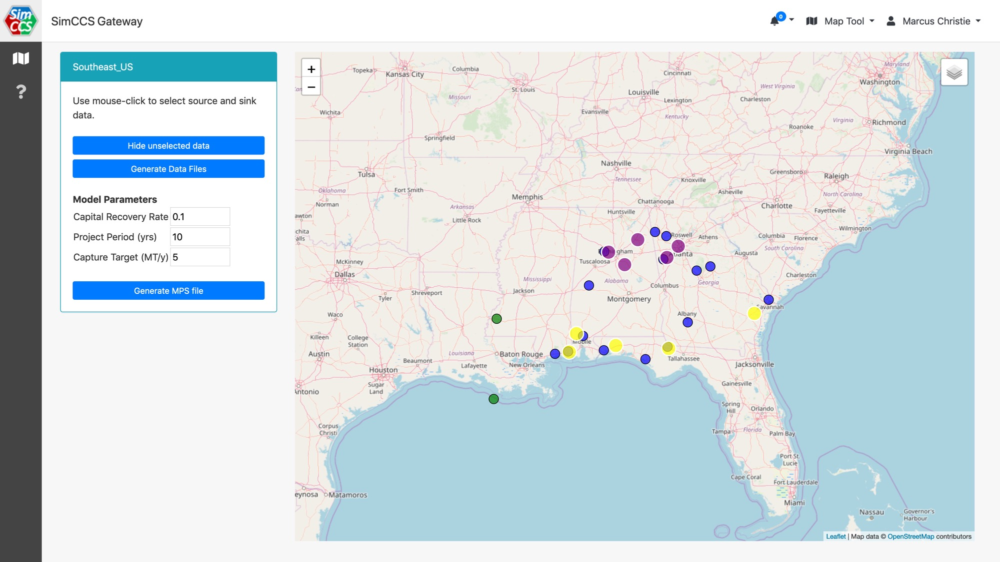 Sim
CCS
SimCCS Gateway
0
Map Tool
Marcus Christie
Southeast_US
Use mouse-click to select source and sink
data.
Hide unselected data
Generate Data Files
Model Parameters
Capital Recovery Rate 0.1
Project Period (yrs) 10
Capture Target (MT/y) 5
Generate MPS file
+
−
Topeka
Kansas City
Columbia
Cincinnati
Maryland
Washington
St. Louis
Missouri
Louisville
Lexington
West Virginia
Charleston
Wichita
Evansville
Kentucky
Virginia
Richmond
Roanoke
Springfield
Virginia Beach
Nashville
Tulsa
Tennessee
Knoxville
Greensboro
Raleigh
Oklahoma
Fort Smith
Memphis
Asheville
North Carolina
Norman
Arkansas
Chattanooga
Charlotte
Fayetteville
awton
Little Rock
Huntsville
Wilmington
chita
alls
Roswell
Athens
Columbia
Florence
South Carolina
gham
Augusta
McKinney
Tuscaloosa
Dallas
Mississippi
Alabama
Columbus
Georgia
Charleston
Tyler
Shreveport
Jackson
Montgomery
Savannah
Waco
Albany
Killeen
College
Station
Mobile
Austin
Beaumont
Louisiana
Baton Rouge
Tallahassee
Houston
Lafayette
New Orleans
Jacksonville
Sugar
Land
Antonio
Gainesville
Spring
Hill
Orlando
Corpus
Christi
Tampa
Florida
Palm Bay
Port St.
Lucie
Cape Coral
Fort Lauderdale
eynosa
Matamoros
Miami
Nassau
Governor's
Harbour
Leaflet | Map data © OpenStreetMap contributors